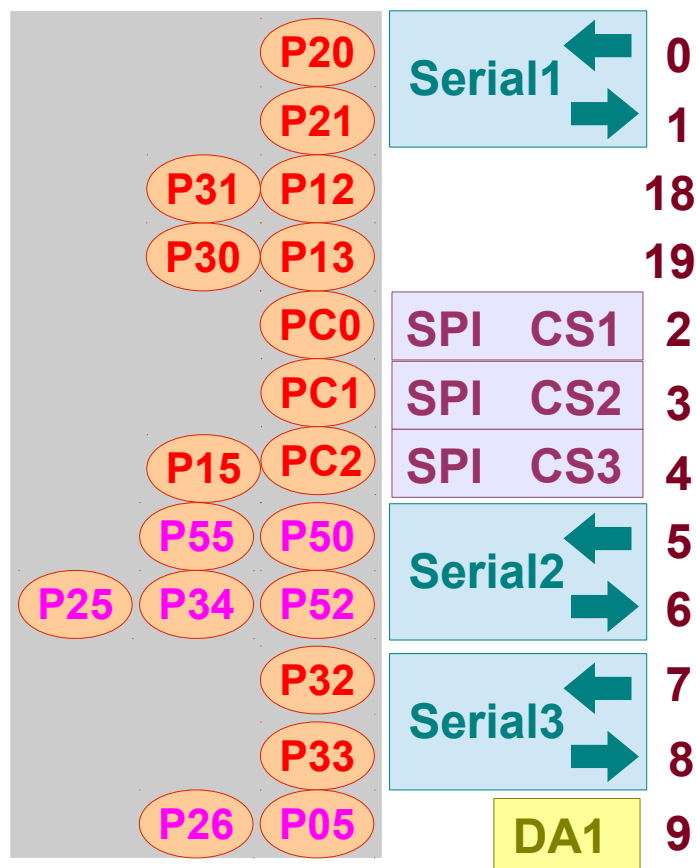 P20 0
Serial1
P21 1
P31 P12 18
P30 P13 19
PC0 SPI CS1 2
PC1 SPI CS2 3
P15 PC2 SPI CS3 4
P55 P50 5
Serial2
P25 P34 P52 6
P32 7
Serial3
P33 8
P26 P05 DA1 9